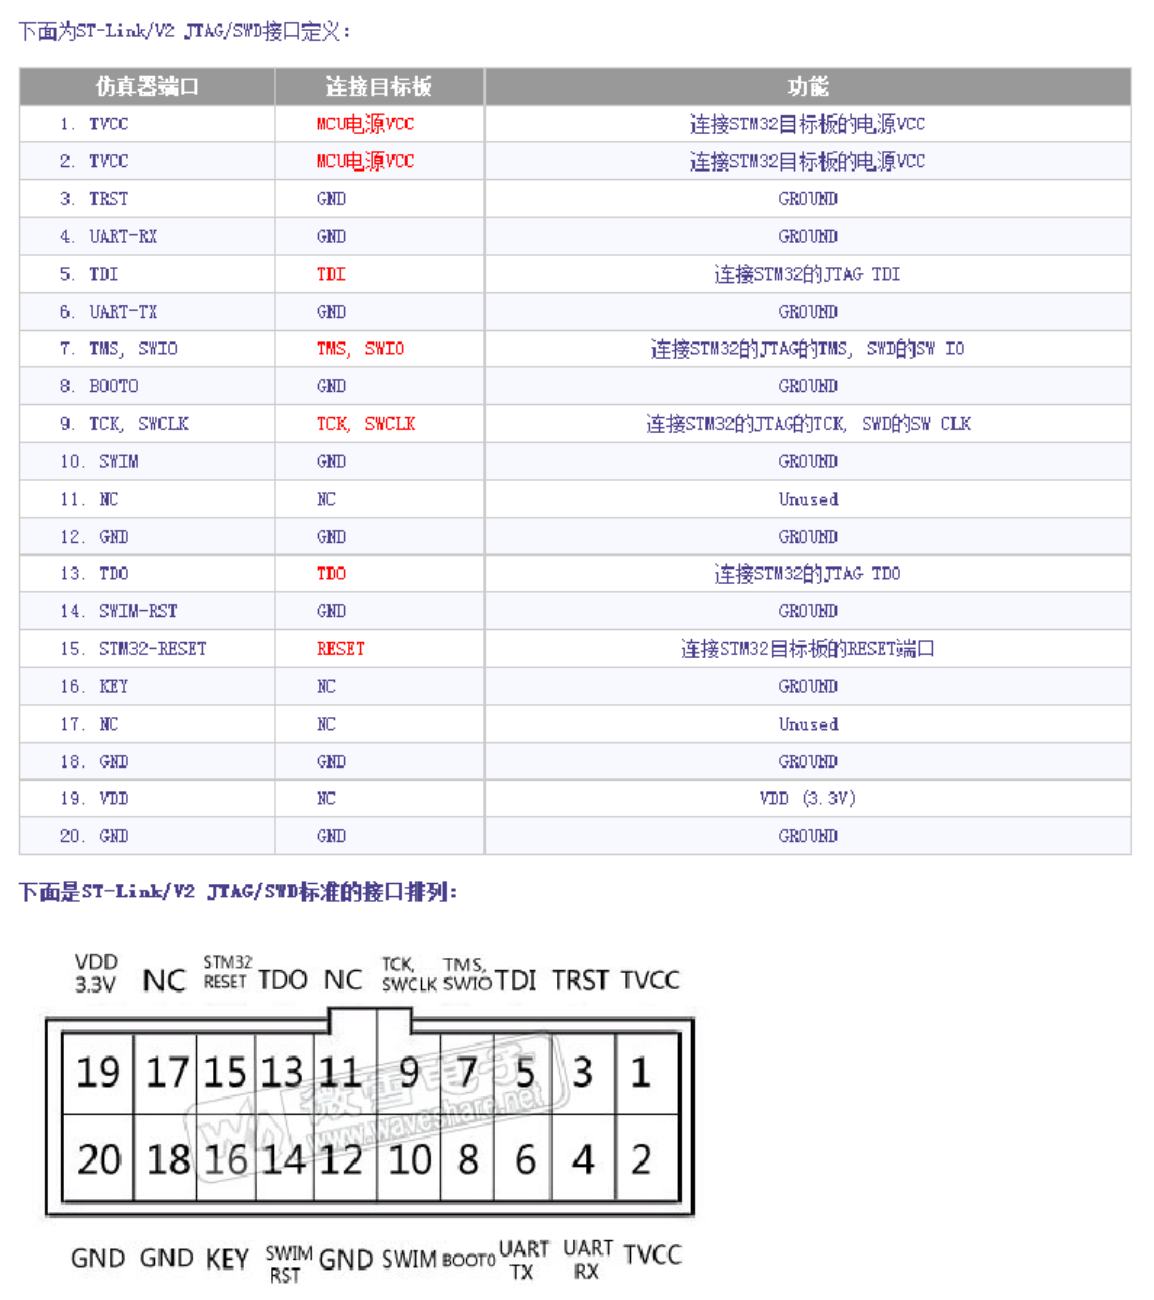 下面为ST-Link/V2 JTAG/SWD接口定义：
仿真器端口 连接目标板 功能
1. TVCC MCU电源VCC 连接STM32目标板的电源VCC
2. TVCC MCU电源VCC 连接STM32目标板的电源VCC
3. TRST GND GROUND
4. UART-RX GND GROUND
5. TDI TDI 连接STM32的JTAG TDI
6. UART-TX GND GROUND
7. TMS, SWIO TMS, SWIO 连接STM32的JTAG的TMS, SWD的SW IO
8. BOOTO GND GROUND
9. TCK, SWCLK TCK, SWCLK 连接STM32的JTAG的TCK, SWD的SW CLK
10. SWIM GND GROUND
11. NC NC Unused
12. GND GND GROUND
13. TDO TDO 连接STM32的JTAG TDO
14. SWIM-RST GND GROUND
15. STM32-RESET RESET 连接STM32目标板的RESET端口
16. KEY NC GROUND
17. NC NC Unused
18. GND GND GROUND
19. VDD NC VDD (3.3V)
20. GND GND GROUND
下面是ST-Link/V2 JTAG/SWD标准的接口排列：
VDD 3.3V NC STM32 RESET TDO NC TCK, SWCLK TMS, SWIO TDI TRST TVCC
19 17 15 13 11 9 7 5 3 1
微雪电子
www.waveshare.net
20 18 16 14 12 10 8 6 4 2
GND GND KEY SWIM RST GND SWIM BOOT0 UART TX UART RX TVCC